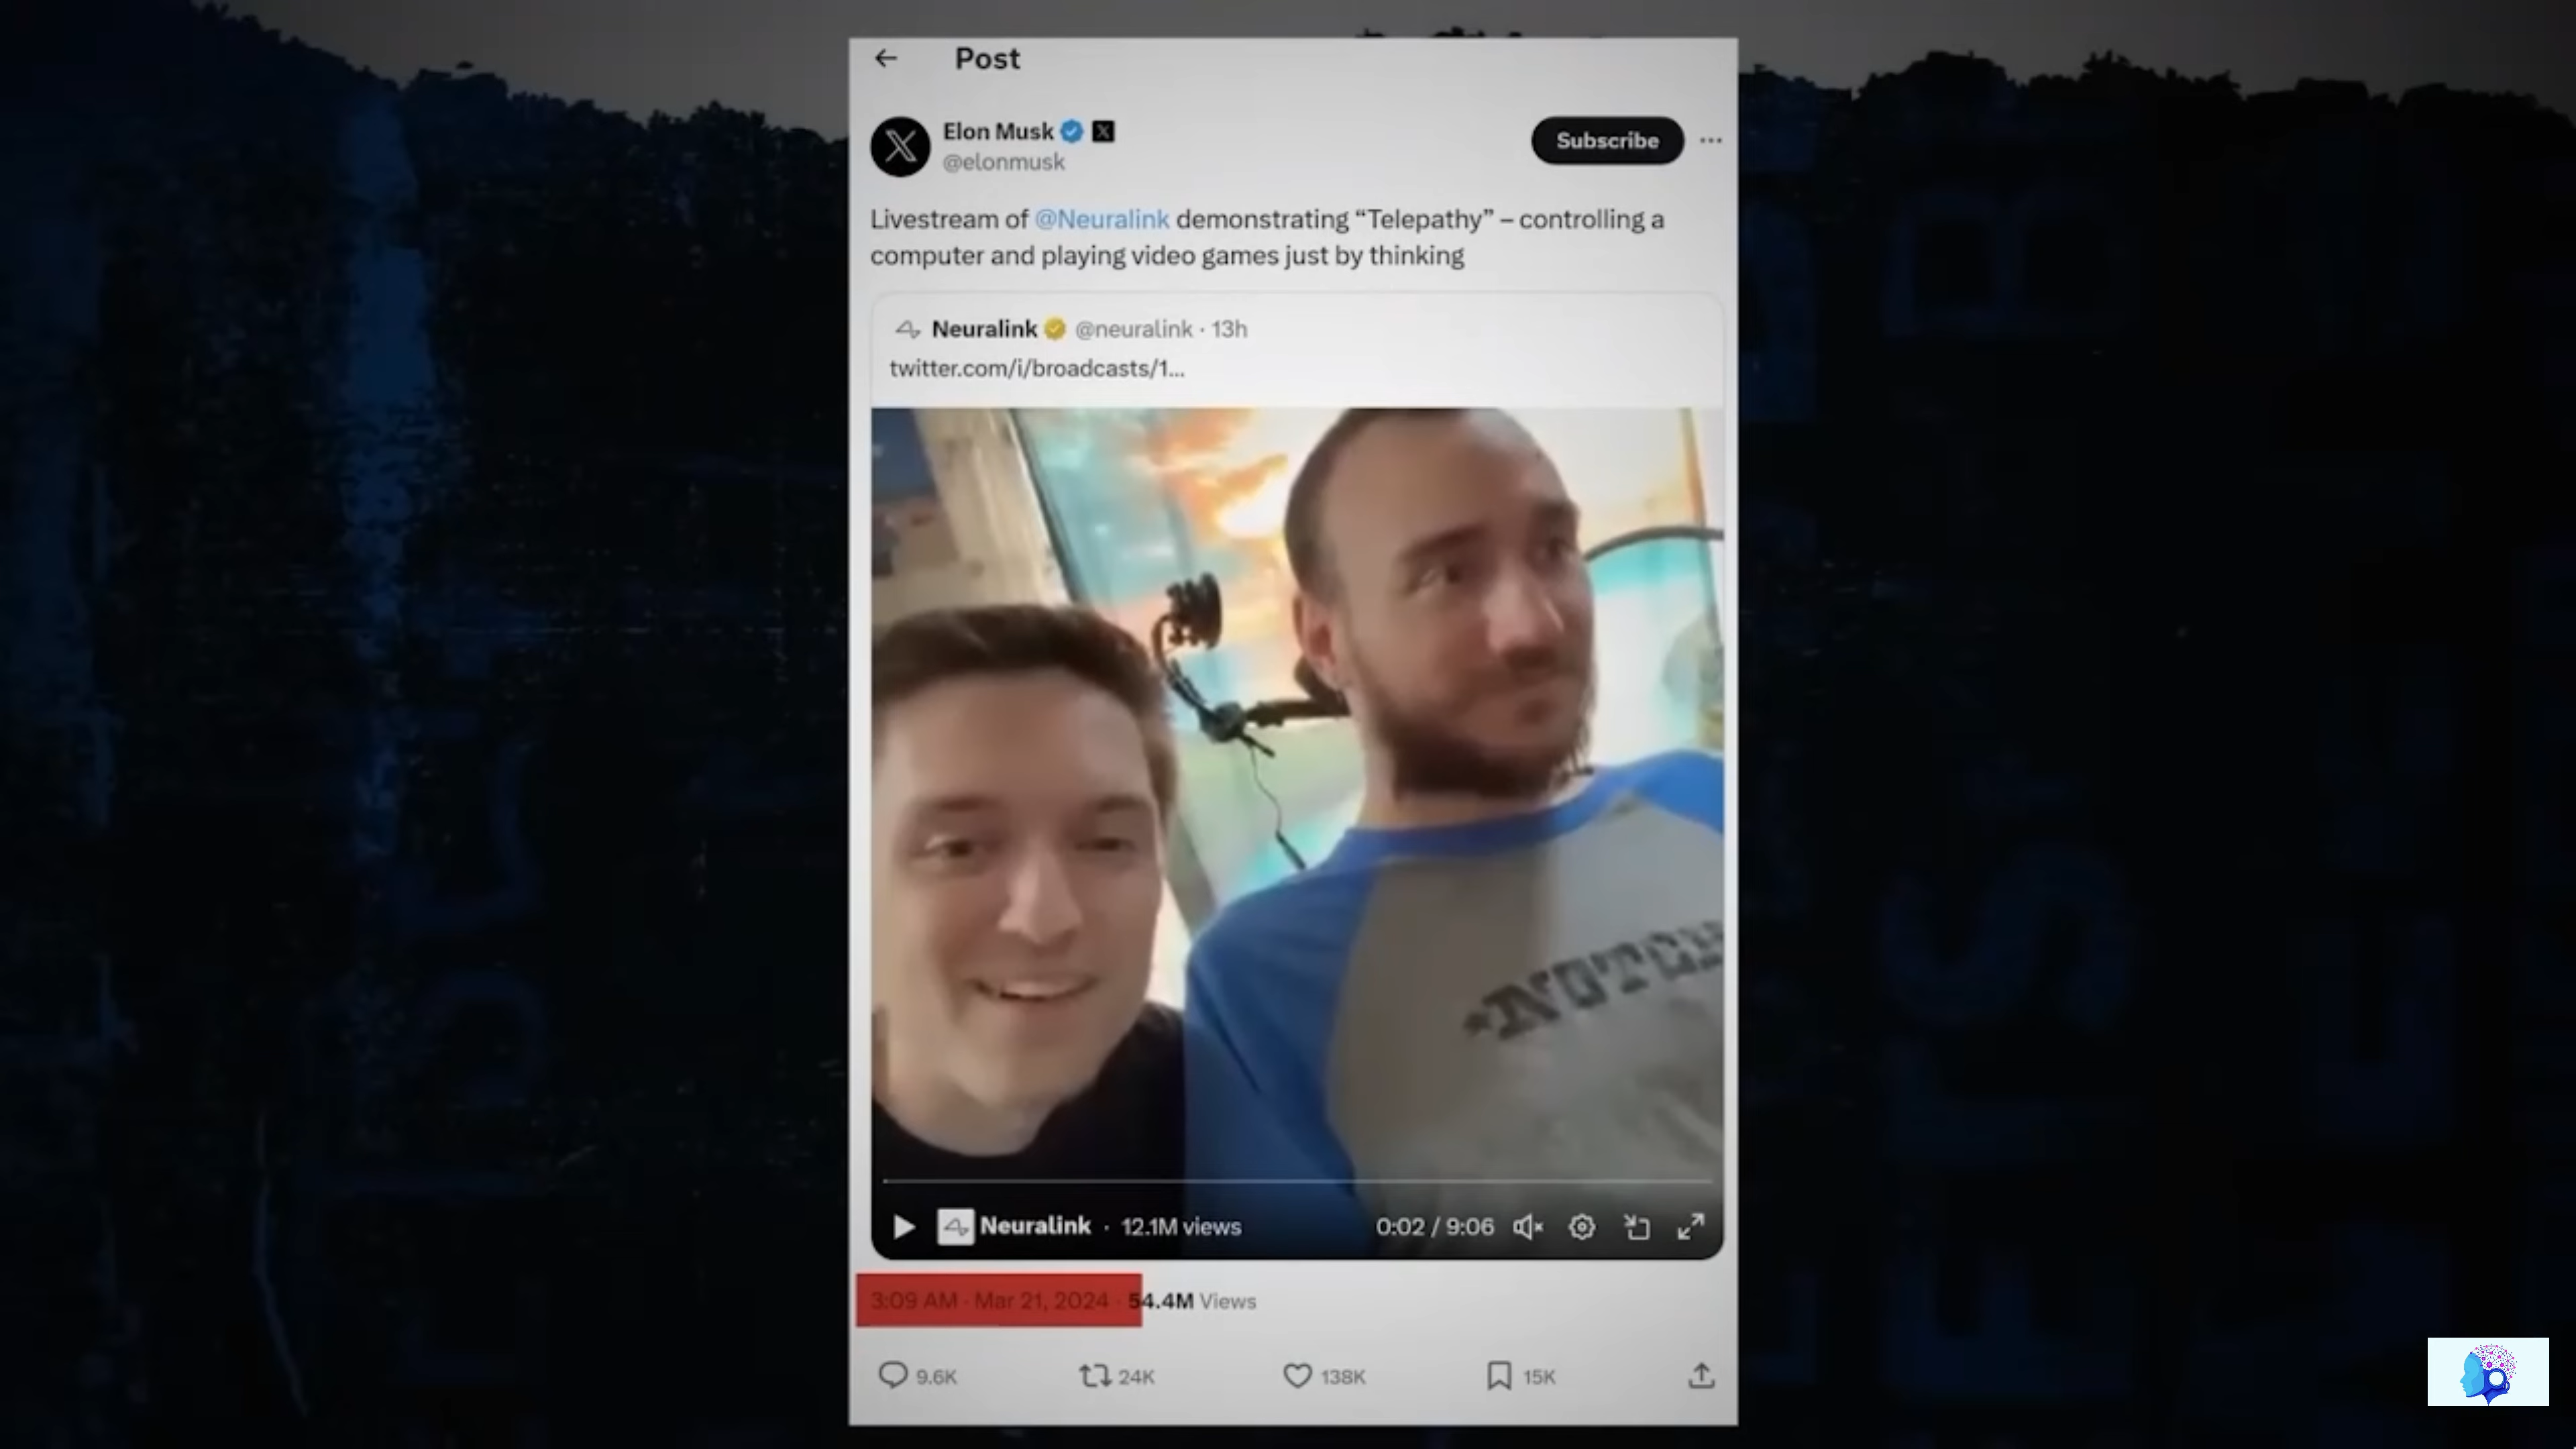 Post
Elon Musk
@elonmusk
Subscribe
Livestream of @Neuralink demonstrating “Telepathy” – controlling a
computer and playing video games just by thinking
Neuralink @neuralink · 13h
twitter.com/i/broadcasts/1...
Neuralink · 12.1M views
0:02 / 9:06
3:09 AM · Mar 21, 2024 · 54.4M Views
9.6K
24K
138K
15K